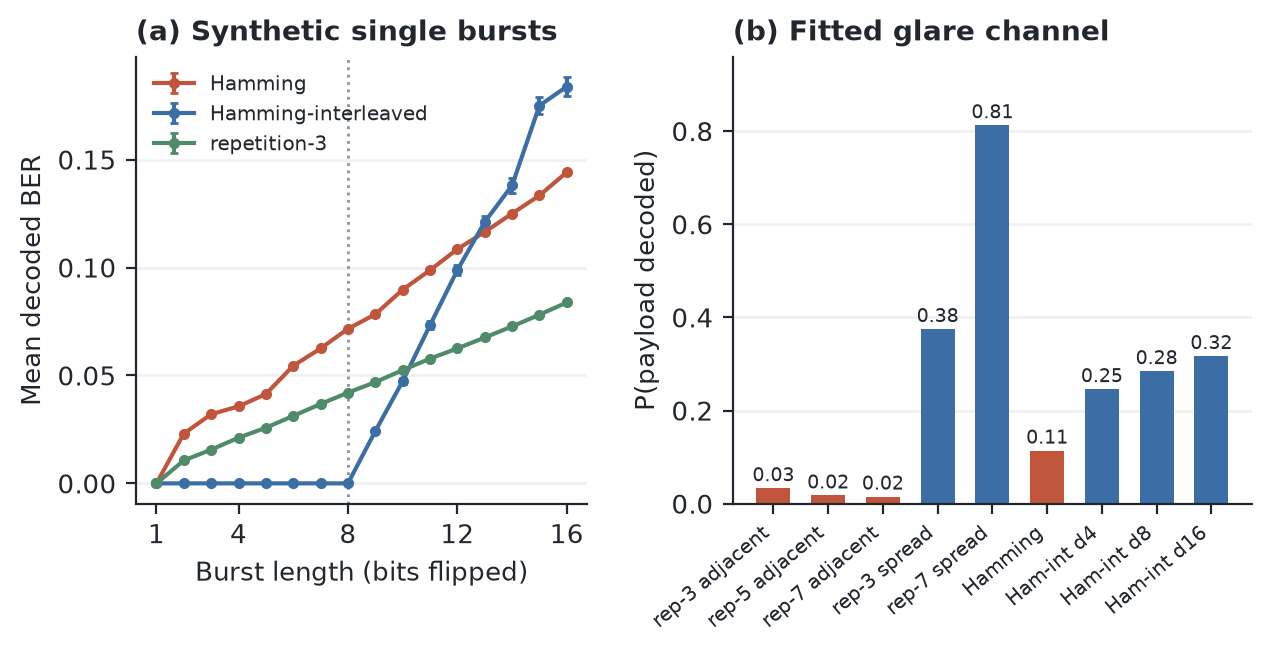 (a) Synthetic single bursts
Hamming
Hamming-interleaved
repetition-3
Mean decoded BER
0.15
0.10
0.05
0.00
1 4 8 12 16
Burst length (bits flipped)
(b) Fitted glare channel
P(payload decoded)
0.8
0.6
0.4
0.2
0.0
0.03 0.02 0.02 0.38 0.81 0.11 0.25 0.28 0.32
rep-3 adjacent
rep-5 adjacent
rep-7 adjacent
rep-3 spread
rep-7 spread
Hamming
Ham-int d4
Ham-int d8
Ham-int d16